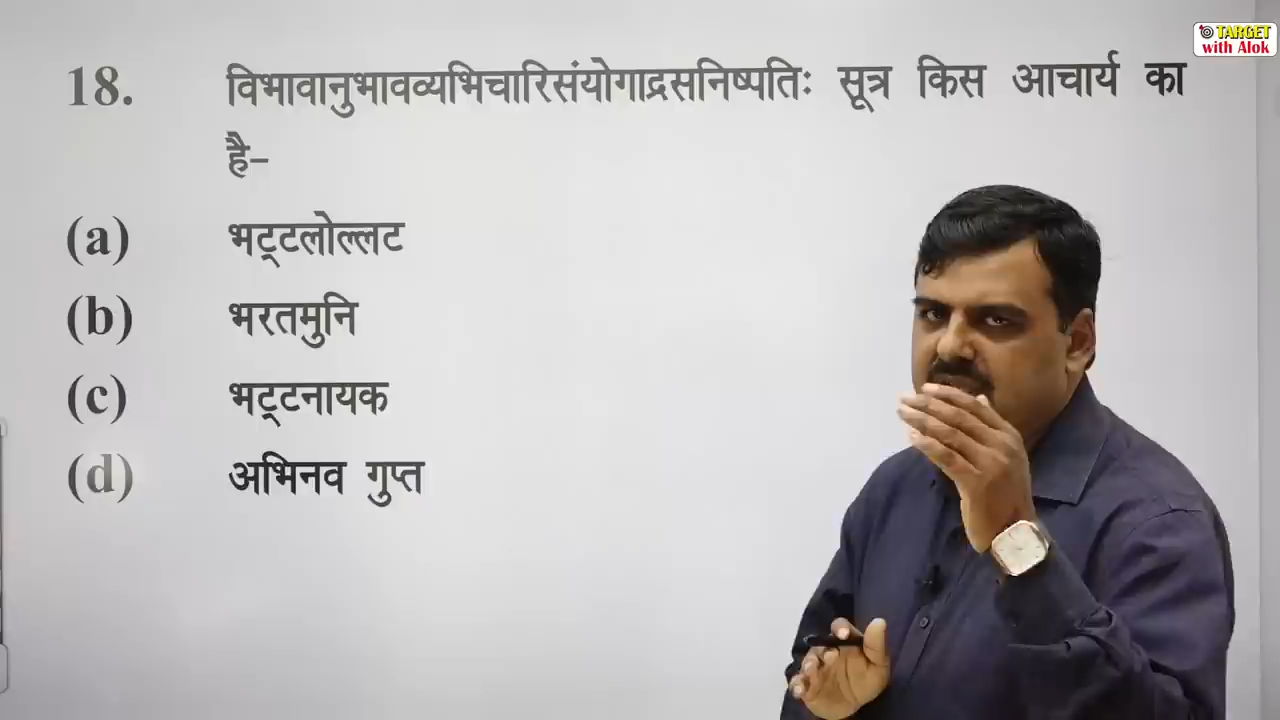 TARGET
with Alok
18. विभावानुभावव्यभिचारिसंयोगाद्रसनिष्पतिः सूत्र किस आचार्य का
है-
(a) भट्टलोल्लट
(b) भरतमुनि
(c) भट्टनायक
(d) अभिनव गुप्त